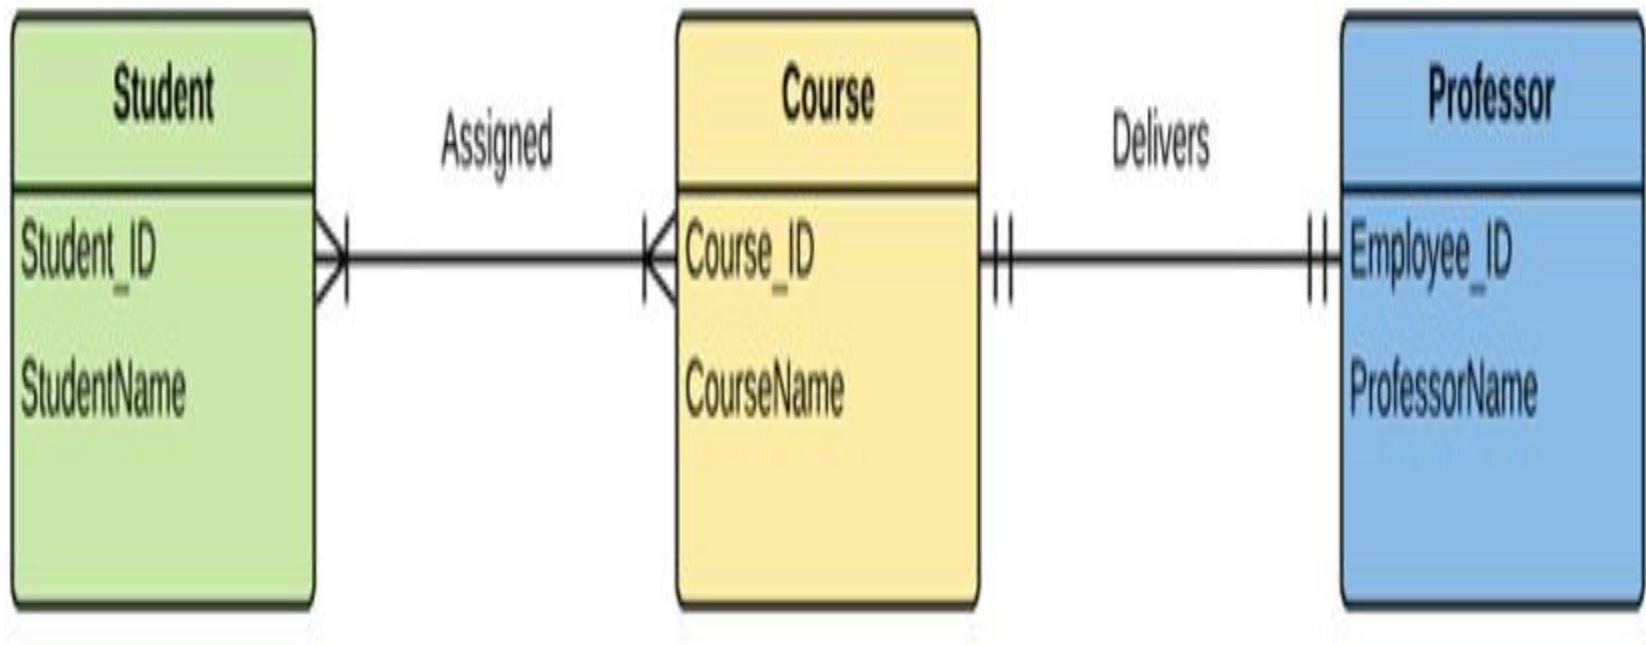 Student
Student_ID
StudentName
Assigned
Course
Course_ID
CourseName
Delivers
Professor
Employee_ID
ProfessorName